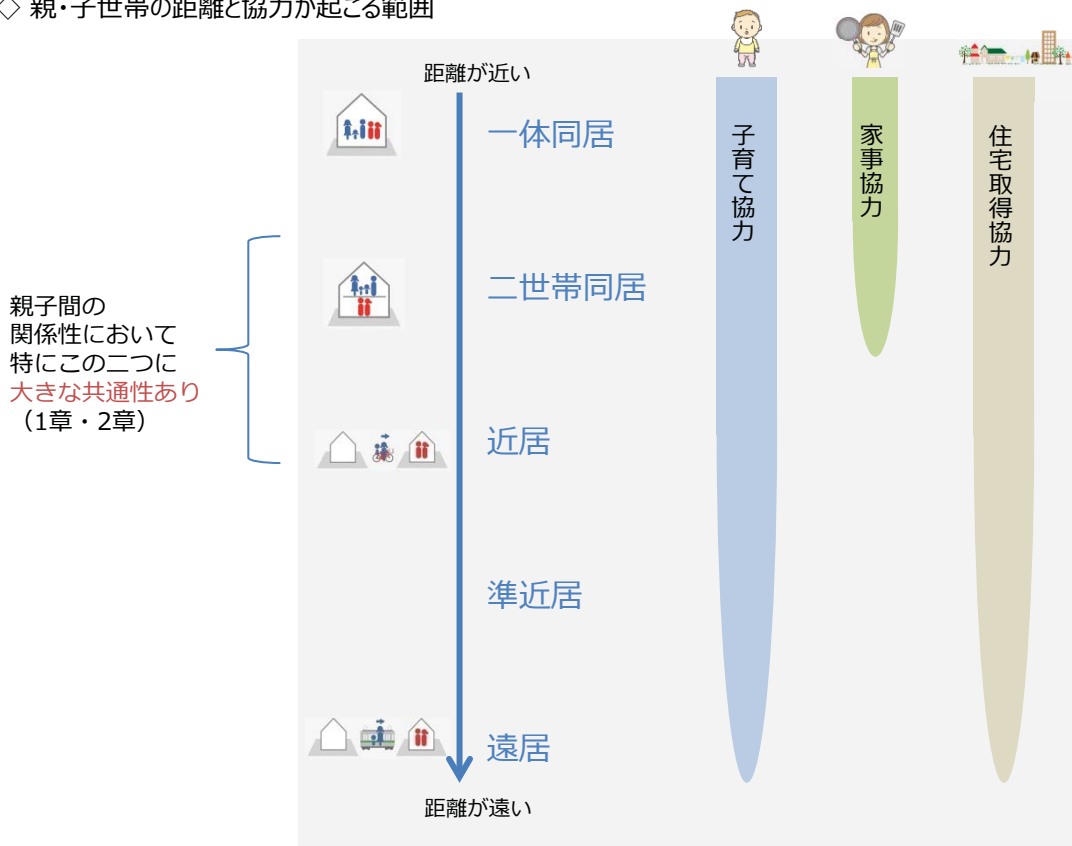 ◇ 親・子世帯の距離と協力が起こる範囲
距離が近い
一体同居
二世帯同居
近居
準近居
遠居
距離が遠い
親子間の
関係性において
特にこの二つに
大きな共通性あり
（1章・2章）
子育て協力
家事協力
住宅取得協力